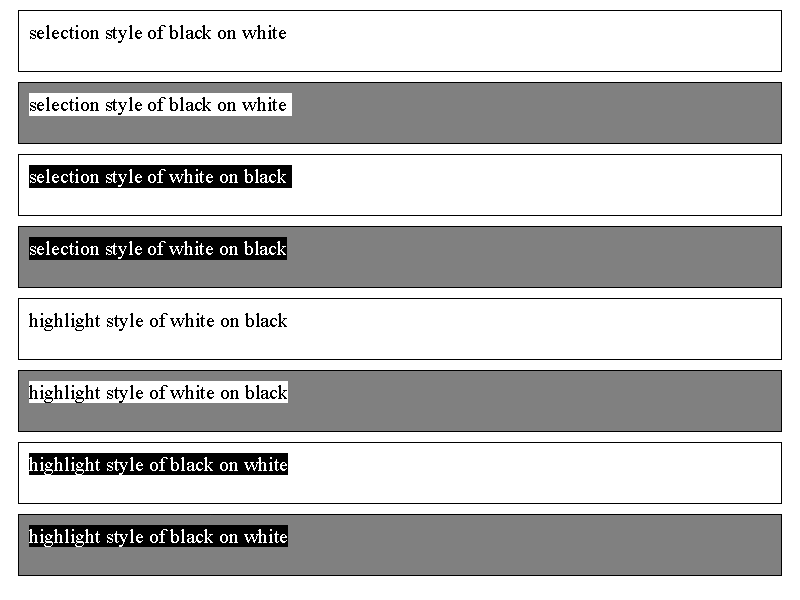 selection style of black on white
selection style of black on white
selection style of white on black
selection style of white on black
highlight style of white on black
highlight style of white on black
highlight style of black on white
highlight style of black on white